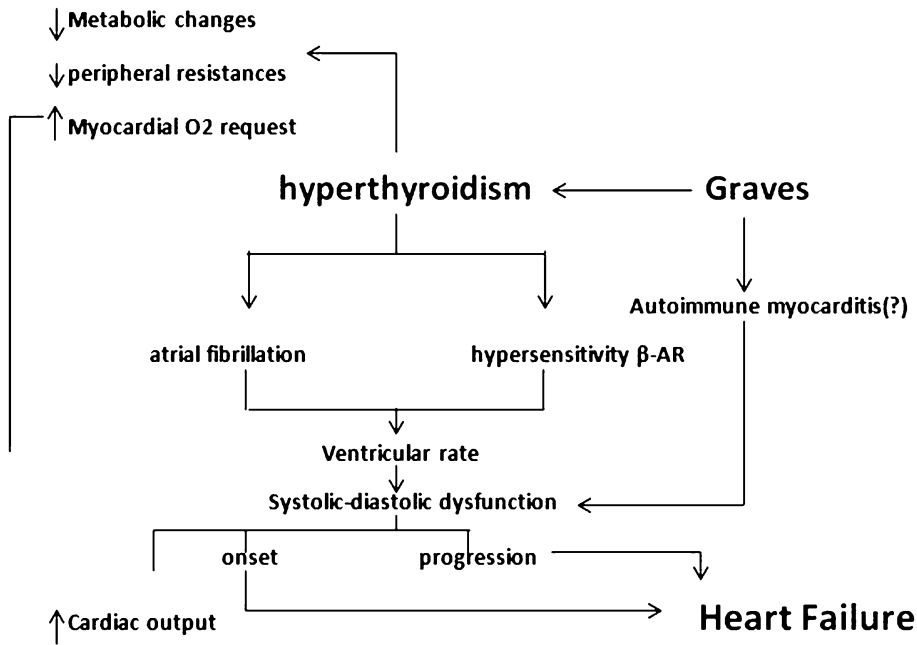 Metabolic changes
peripheral resistances
Myocardial O2 request
hyperthyroidism
Graves
Autoimmune myocarditis(?)
atrial fibrillation
hypersensitivity β-AR
Ventricular rate
Systolic-diastolic dysfunction
onset
progression
Cardiac output
Heart Failure